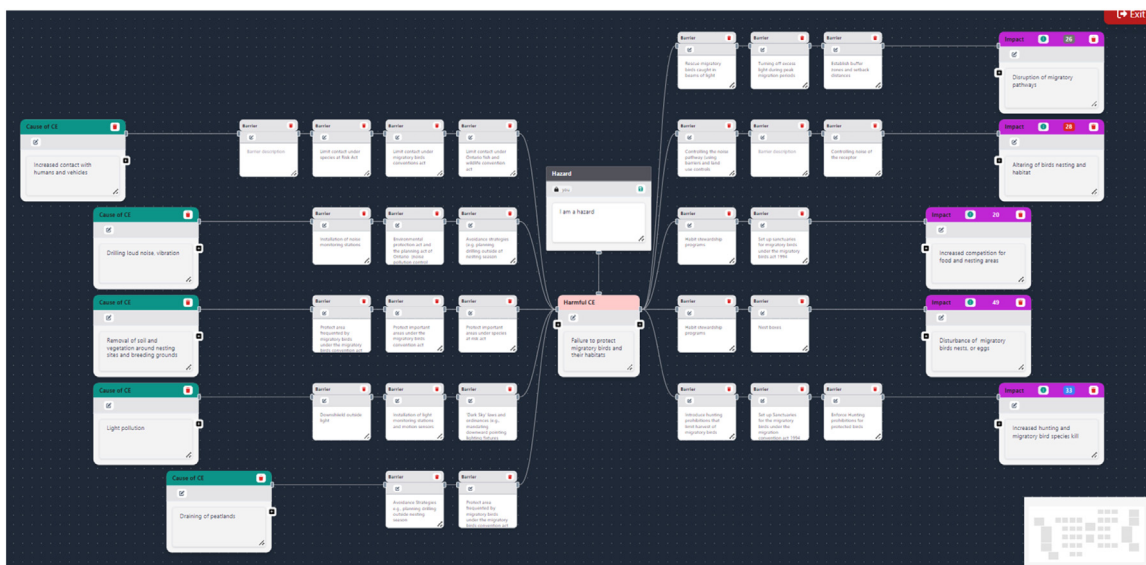 Exit
Barrier
Rescue migratory
birds caught in
beams of light
Barrier
Turning off excess
light during peak
migration periods
Barrier
Establish buffer
zones and setback
distances
Impact
26
Disruption of migratory
pathways
Cause of CE
Increased contact with
humans and vehicles
Barrier
Barrier description
Barrier
Limit contact under
species at Risk Act
Barrier
Limit contact under
migratory birds
conventions act
Barrier
Limit contact under
Ontario fish and
wildlife convention
act
Barrier
Controlling the noise
pathway during
barriers and land
use controls
Barrier
Barrier description
Barrier
Controlling noise of
the receptor
Impact
28
Altering of birds nesting and
habitat
Hazard
you
I am a hazard
Cause of CE
Drilling loud noise, vibration
Barrier
Installation of noise
monitoring stations
Barrier
Environmental
protection act and
the planning act of
Ontario
pollution control
Barrier
Avoidance strategies
(e.g. planning
drilling outside of
nesting season
Barrier
Habit stewardship
programs
Barrier
Set up sanctuaries
for migratory birds
under the migratory
birds act 1994
Impact
20
Increased competition for
food and nesting areas
Harmful CE
Failure to protect
migratory birds and
their habitats
Cause of CE
Removal of soil and
vegetation around nesting
sites and breeding grounds
Barrier
Protect area
frequented by
migratory birds
under the migratory
birds convention act
Barrier
Protect important
areas under the
migratory birds
convention act
Barrier
Protect important
areas under species
at risk act
Barrier
Habit stewardship
programs
Barrier
Nest boxes
Impact
49
Disturbance of migratory
birds nests, or eggs
Cause of CE
Light pollution
Barrier
Downshield outside
light
Barrier
Installation of light
monitoring stations
and motion sensors
Barrier
'Dark Sky' laws and
ordinances (e.g.,
mandating
downward pointing
building fixtures
Barrier
Introduce hunting
prohibitions that
limit harvest of
migratory birds
Barrier
Set up Sanctuaries
for the migratory
birds under the
migration
convention act 1994
Barrier
Enforce Hunting
prohibitions for
protected birds
Impact
33
Increased hunting and
migratory bird species kill
Cause of CE
Draining of peatlands
Barrier
Avoidance Strategies
e.g., planning drilling
outside nesting
season
Barrier
Protect area
frequented by
migratory birds
under the migratory
birds convention act